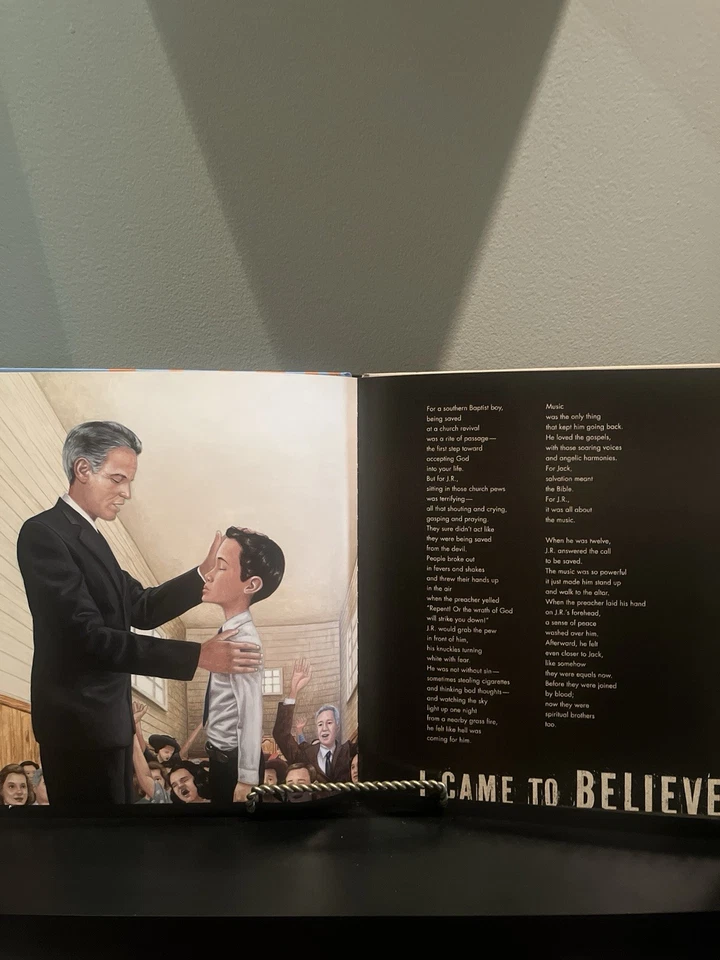 For a southern Baptist boy,
being saved
at a church revival
was a rite of passage—
the first step toward
accepting God
into your life.
But for J.R.,
sitting in those church pews
was terrifying—
all that shouting and crying,
gasping and praying.
They sure didn't act like
they were being saved
from the devil.
People broke out
in fevers and shakes
and threw their hands up
in the air
when the preacher yelled
"Repent! Or the wrath of God
will strike you down!"
J.R. would grab the pew
in front of him,
his knuckles turning
white with fear.
He was not without sin—
sometimes stealing cigarettes
and thinking bad thoughts—
and watching the sky
light up one night
from a nearby grass fire,
he felt like hell was
coming for him.
Music
was the only thing
that kept him going back.
He loved the gospels,
with those soaring voices
and angelic harmonies.
For Jack,
salvation meant
the Bible.
For J.R.,
it was all about
the music.
When he was twelve,
J.R. answered the call
to be saved.
The music was so powerful
it just made him stand up
and walk to the altar.
When the preacher laid his hand
on J.R.'s forehead,
a sense of peace
washed over him.
Afterward, he felt
even closer to Jack,
like somehow
they were equals now.
Before they were joined
by blood;
now they were
spiritual brothers
too.
I CAME TO BELIEVE